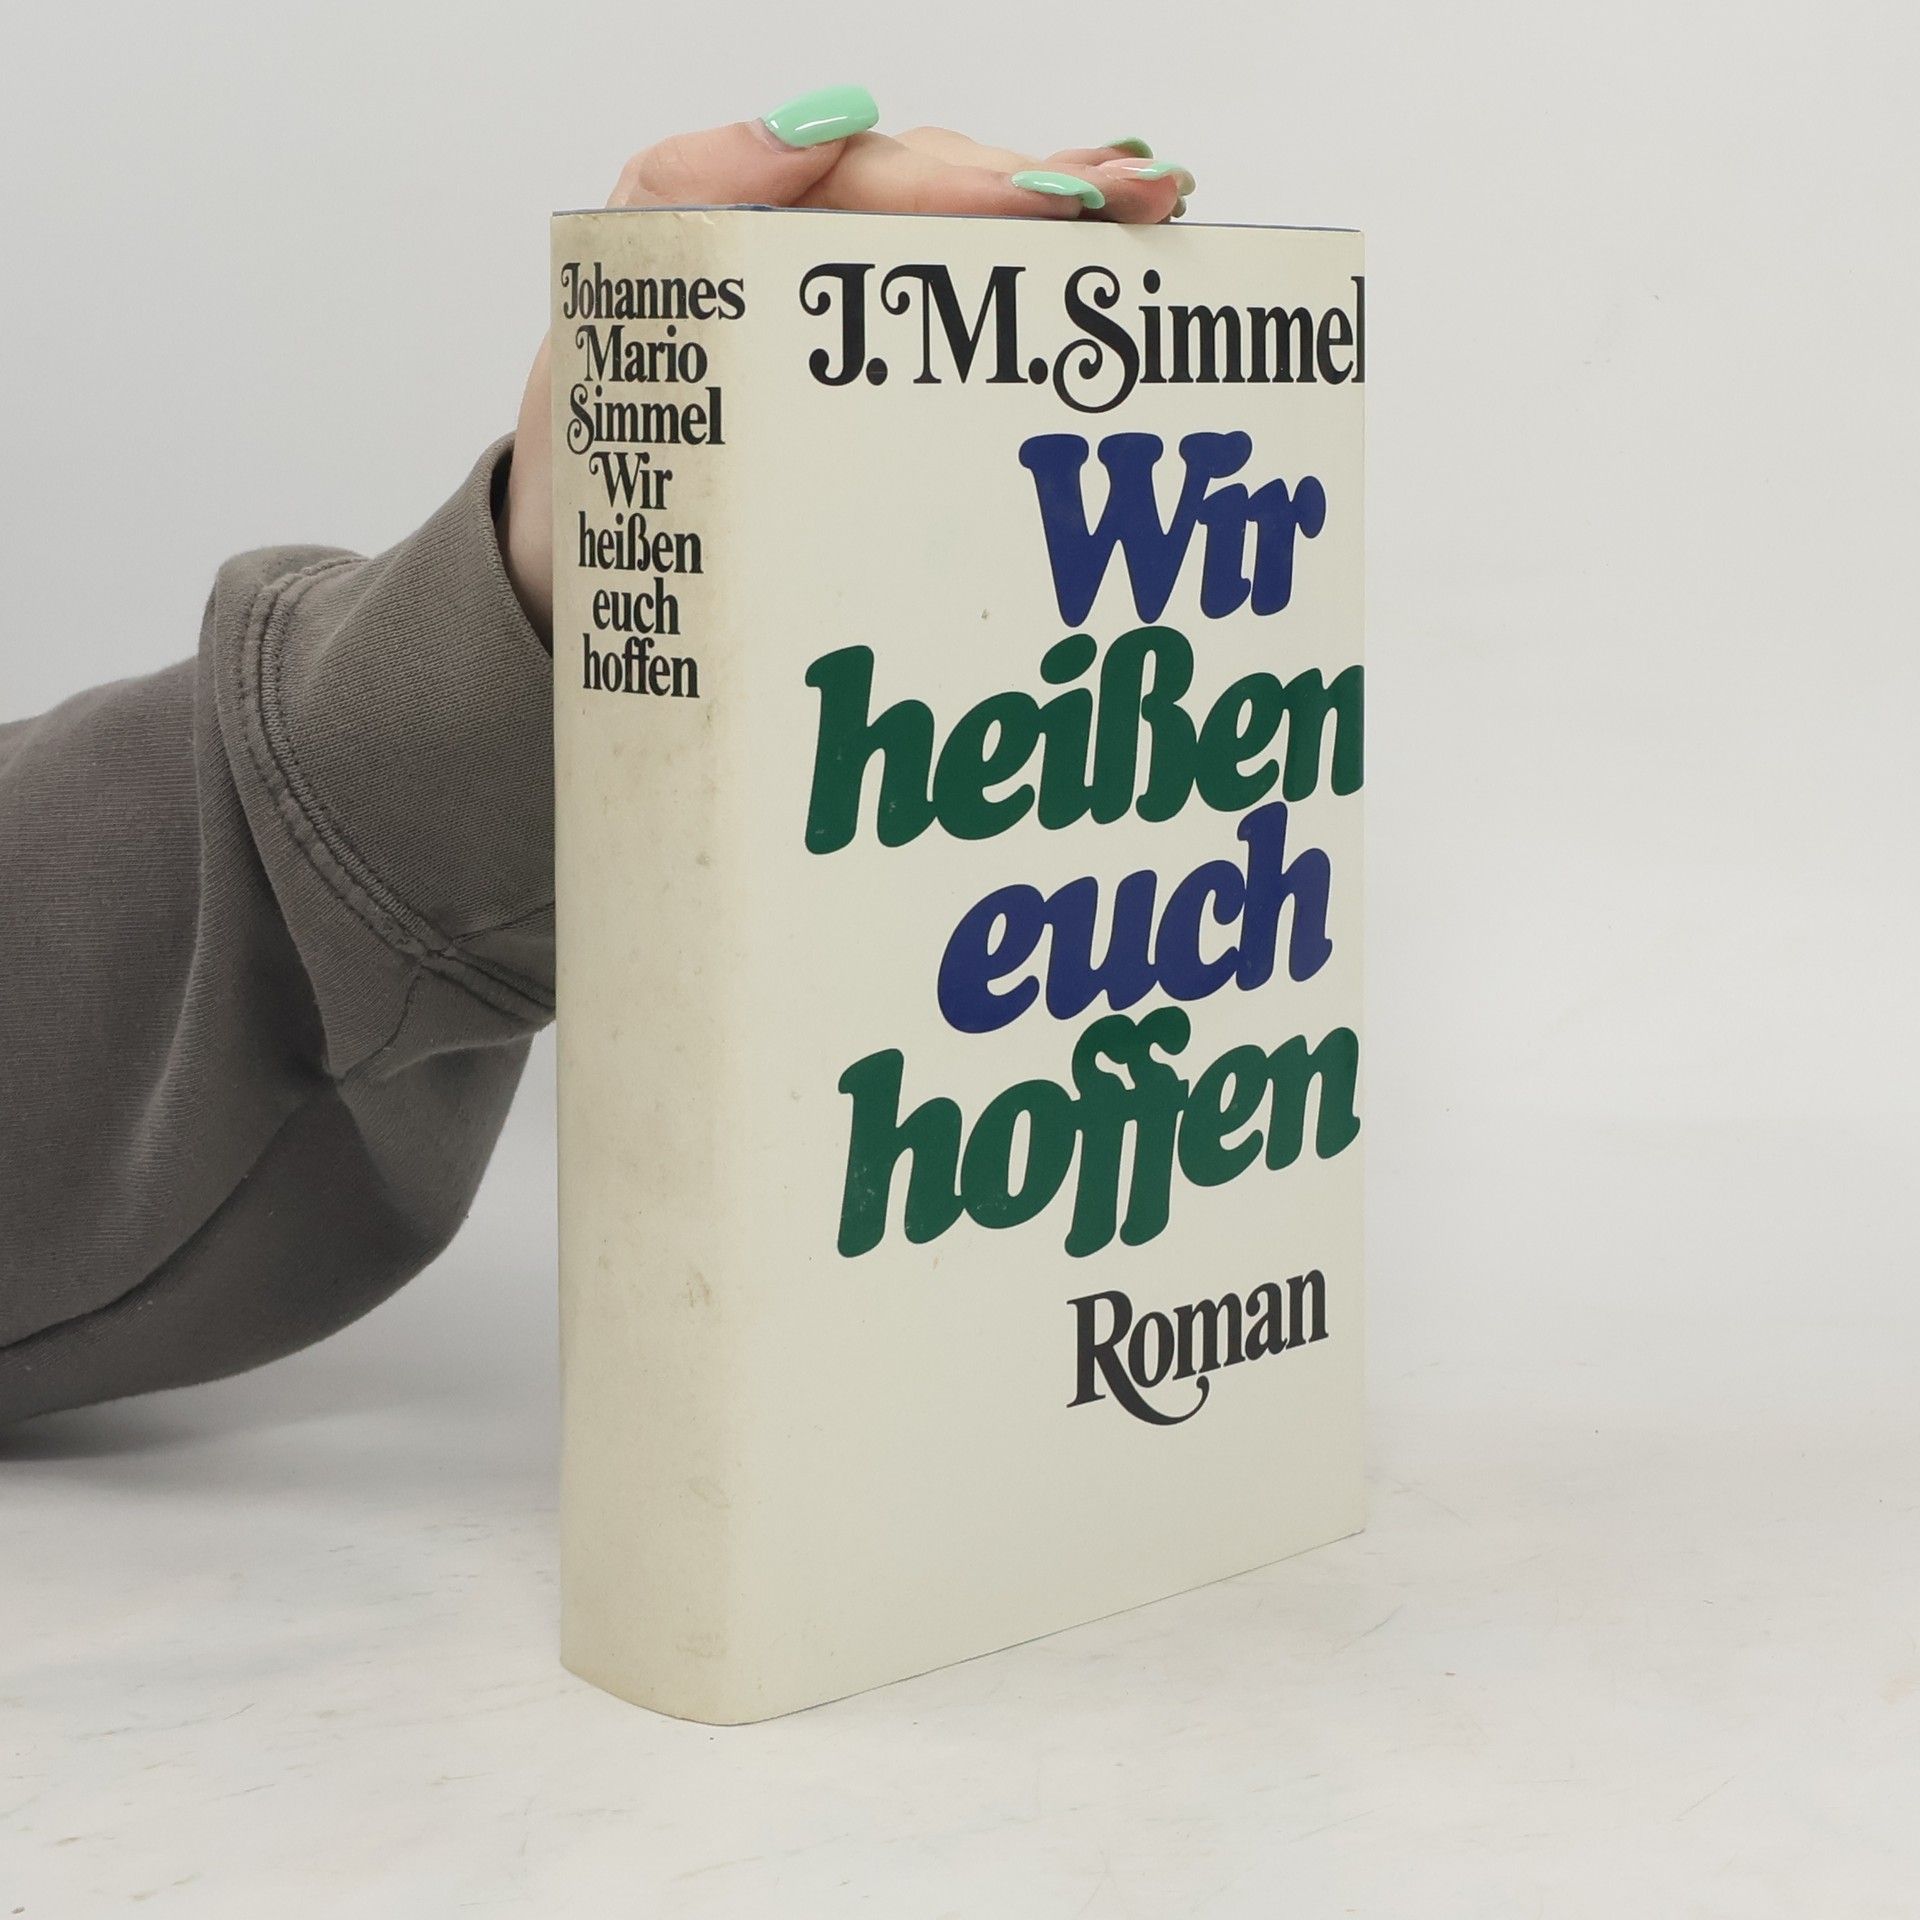 Johannes
Mario
Simmel
Wir
heißen
euch
hoffen
J. M. Simmel
Wir
heißen
euch
hoffen
Roman